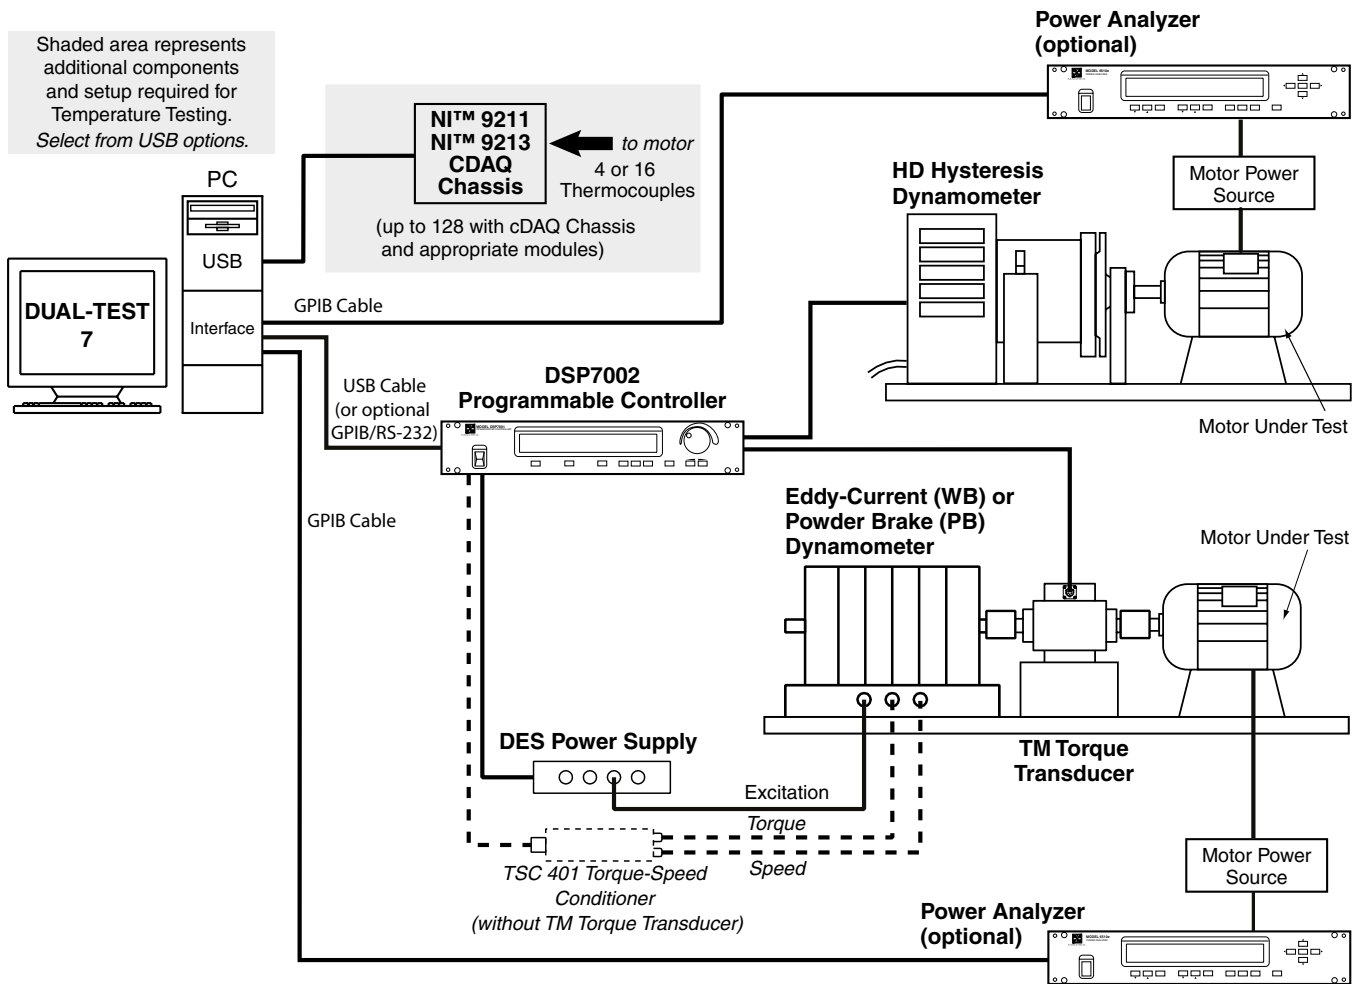 Power Analyzer
(optional)
Shaded area represents
additional components
and setup required for
Temperature Testing.
Select from USB options.
NI™ 9211
NI™ 9213
CDAQ
Chassis
to motor
4 or 16
Thermocouples
(up to 128 with cDAQ Chassis
and appropriate modules)
PC
USB
Interface
DUAL-TEST
7
GPIB Cable
HD Hysteresis
Dynamometer
Motor Power
Source
Motor Under Test
USB Cable
(or optional
GPIB/RS-232)
DSP7002
Programmable Controller
MODEL DSP7001
GPIB Cable
Eddy-Current (WB) or
Powder Brake (PB)
Dynamometer
Motor Under Test
DES Power Supply
TM Torque
Transducer
Excitation
Torque
Speed
TSC 401 Torque-Speed
Conditioner
(without TM Torque Transducer)
Motor Power
Source
Power Analyzer
(optional)